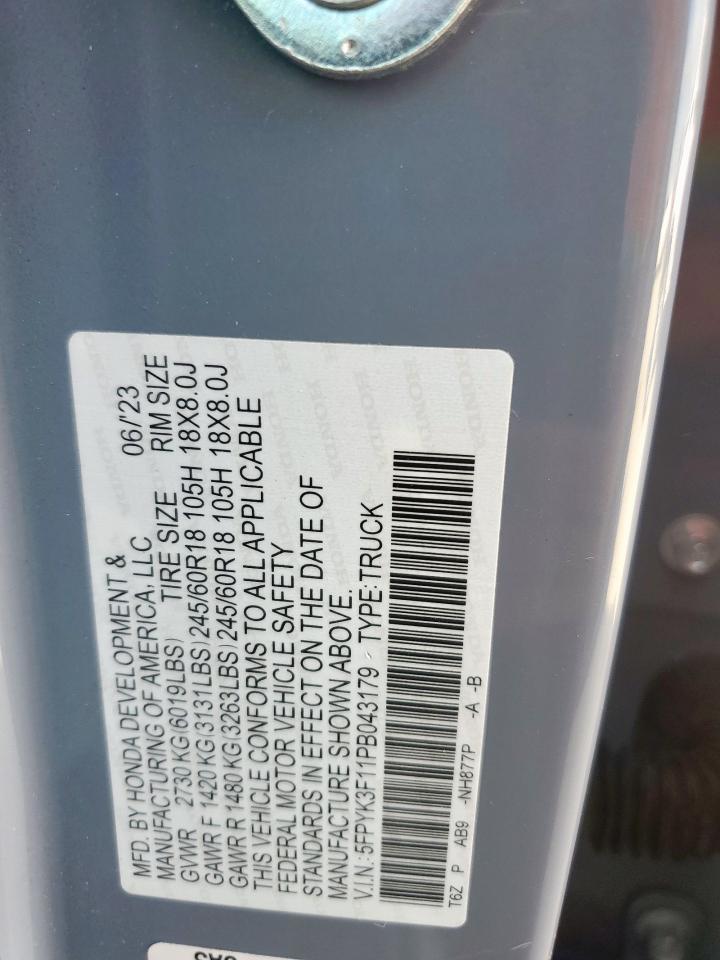 MFD. BY HONDA DEVELOPMENT &
MANUFACTURING OF AMERICA, LLC 06/'23
GVWR 2730 KG(6019LBS) TIRE SIZE RIM SIZE
GAWR F 1420 KG(3131LBS) 245/60R18 105H 18X8.0J
GAWR R 1480 KG(3263LBS) 245/60R18 105H 18X8.0J
THIS VEHICLE CONFORMS TO ALL APPLICABLE
FEDERAL MOTOR VEHICLE SAFETY
STANDARDS IN EFFECT ON THE DATE OF
MANUFACTURE SHOWN ABOVE.
V.I.N.:5FPYK3F11PB043179 TYPE:TRUCK
T6Z P AB9 -NH877P -A -B